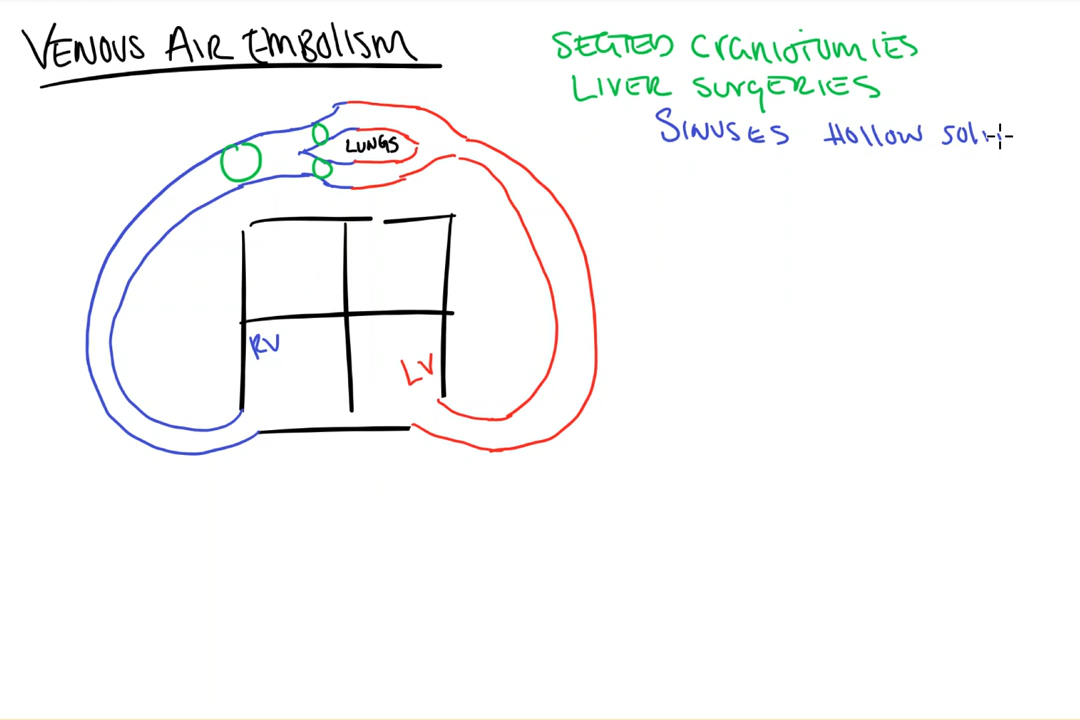 VENOUS AIR EMBOLISM
SEATED CRANIOTOMIES
LIVER SURGERIES
SINUSES HOLLOW
LUNGS
RV
LV